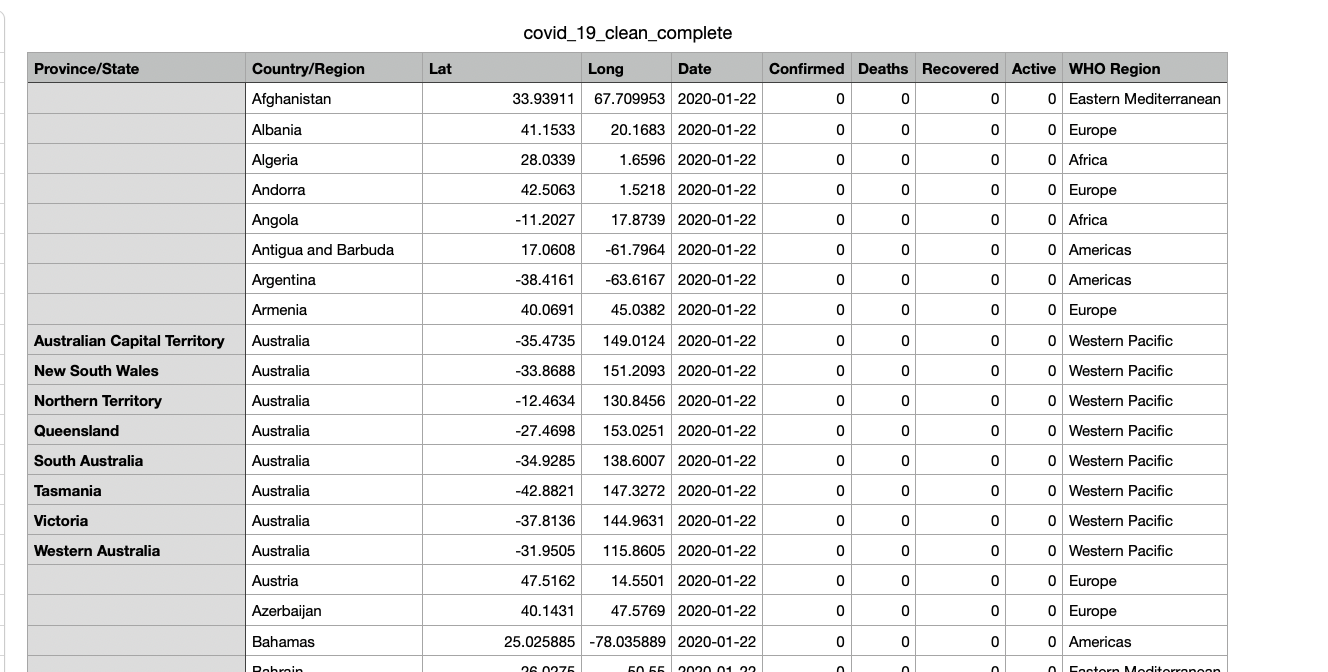 covid_19_clean_complete
Province/State Country/Region Lat Long Date Confirmed Deaths Recovered Active WHO Region
Afghanistan 33.93911 67.709953 2020-01-22 0 0 0 0 Eastern Mediterranean
Albania 41.1533 20.1683 2020-01-22 0 0 0 0 Europe
Algeria 28.0339 1.6596 2020-01-22 0 0 0 0 Africa
Andorra 42.5063 1.5218 2020-01-22 0 0 0 0 Europe
Angola -11.2027 17.8739 2020-01-22 0 0 0 0 Africa
Antigua and Barbuda 17.0608 -61.7964 2020-01-22 0 0 0 0 Americas
Argentina -38.4161 -63.6167 2020-01-22 0 0 0 0 Americas
Armenia 40.0691 45.0382 2020-01-22 0 0 0 0 Europe
Australian Capital Territory Australia -35.4735 149.0124 2020-01-22 0 0 0 0 Western Pacific
New South Wales Australia -33.8688 151.2093 2020-01-22 0 0 0 0 Western Pacific
Northern Territory Australia -12.4634 130.8456 2020-01-22 0 0 0 0 Western Pacific
Queensland Australia -27.4698 153.0251 2020-01-22 0 0 0 0 Western Pacific
South Australia Australia -34.9285 138.6007 2020-01-22 0 0 0 0 Western Pacific
Tasmania Australia -42.8821 147.3272 2020-01-22 0 0 0 0 Western Pacific
Victoria Australia -37.8136 144.9631 2020-01-22 0 0 0 0 Western Pacific
Western Australia Australia -31.9505 115.8605 2020-01-22 0 0 0 0 Western Pacific
Austria 47.5162 14.5501 2020-01-22 0 0 0 0 Europe
Azerbaijan 40.1431 47.5769 2020-01-22 0 0 0 0 Europe
Bahamas 25.025885 -78.035889 2020-01-22 0 0 0 0 Americas
Bahrain 26.0275 50.55 2020-01-22 0 0 0 0 Eastern Mediterranean